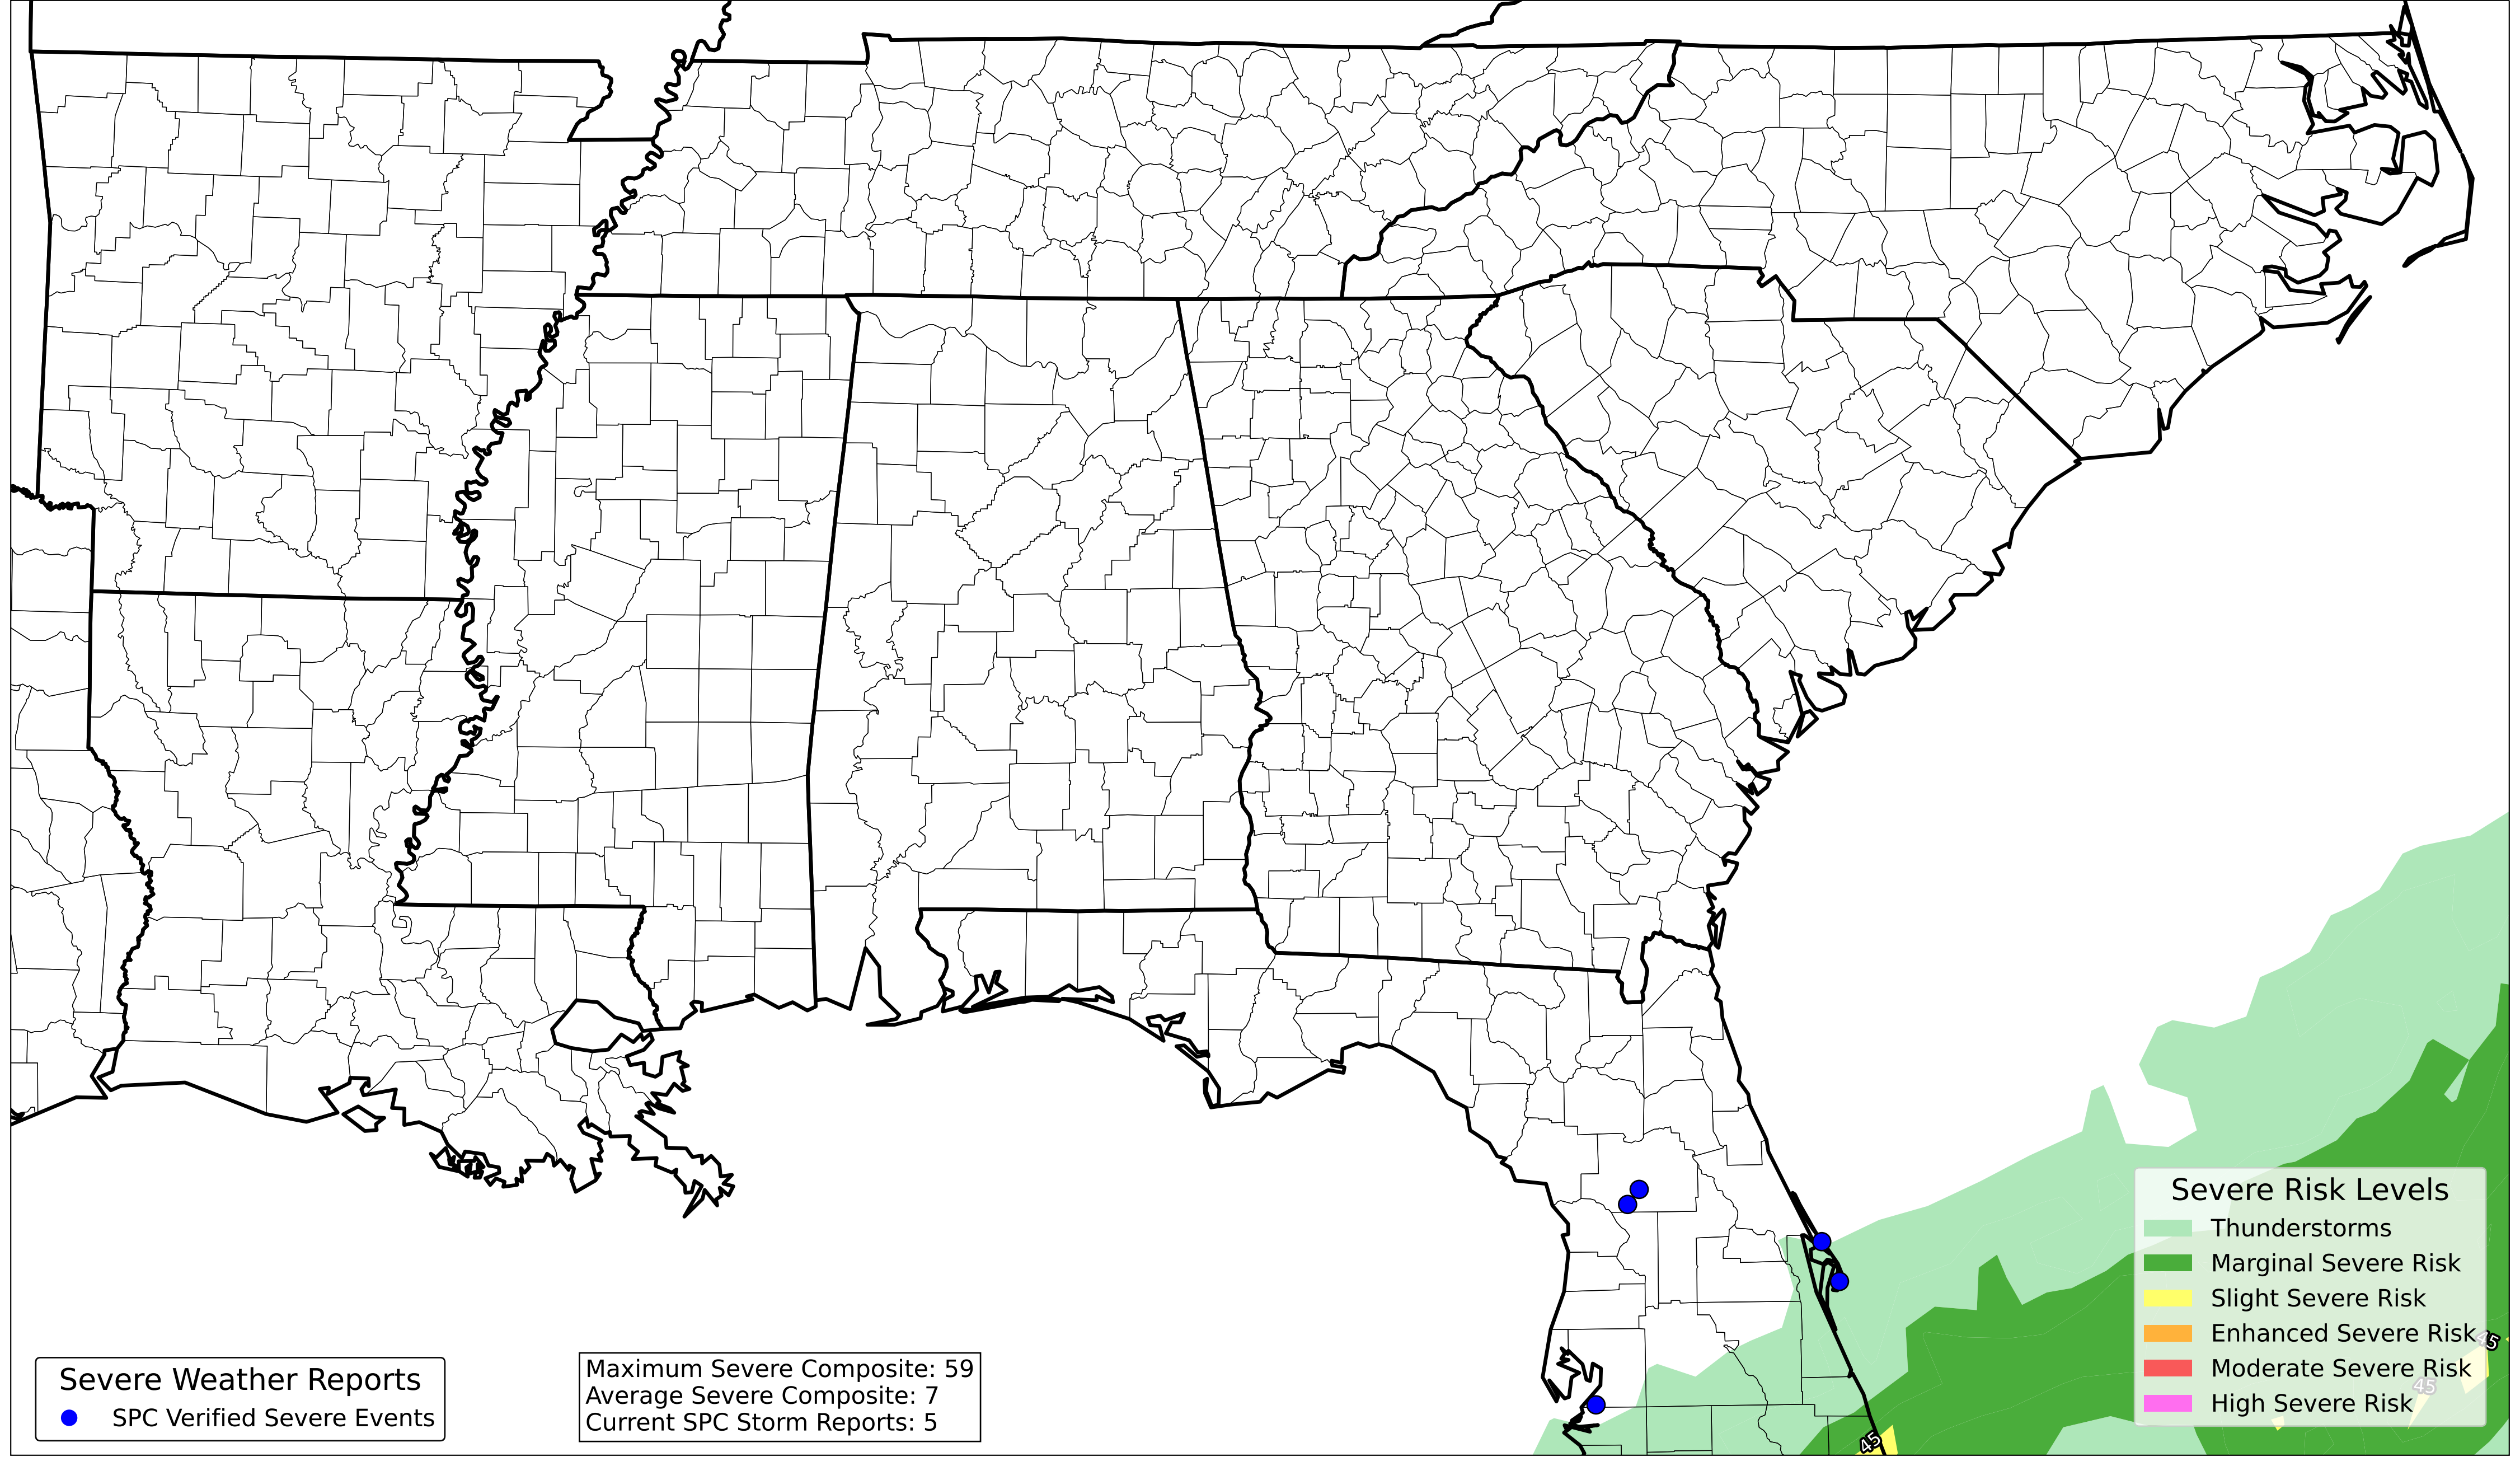 Severe Weather Reports
SPC Verified Severe Events
Maximum Severe Composite: 59
Average Severe Composite: 7
Current SPC Storm Reports: 5
45
Severe Risk Levels
Thunderstorms
Marginal Severe Risk
Slight Severe Risk
Enhanced Severe Risk
Moderate Severe Risk
High Severe Risk
45
45